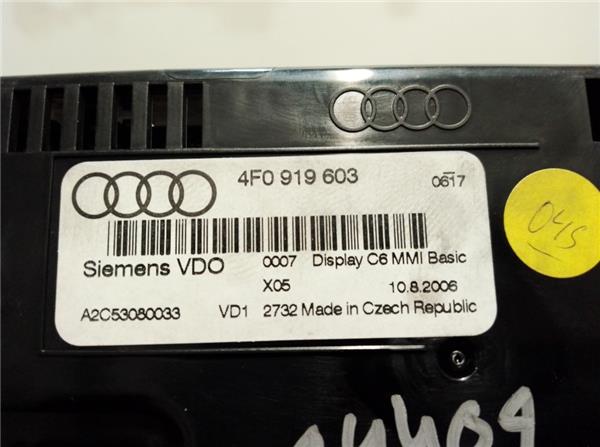 4F0 919 603
0617
Siemens VDO
0007 Display C6 MMI Basic
X05
10.8.2006
A2C53080033
VD1
2732 Made in Czech Republic
045